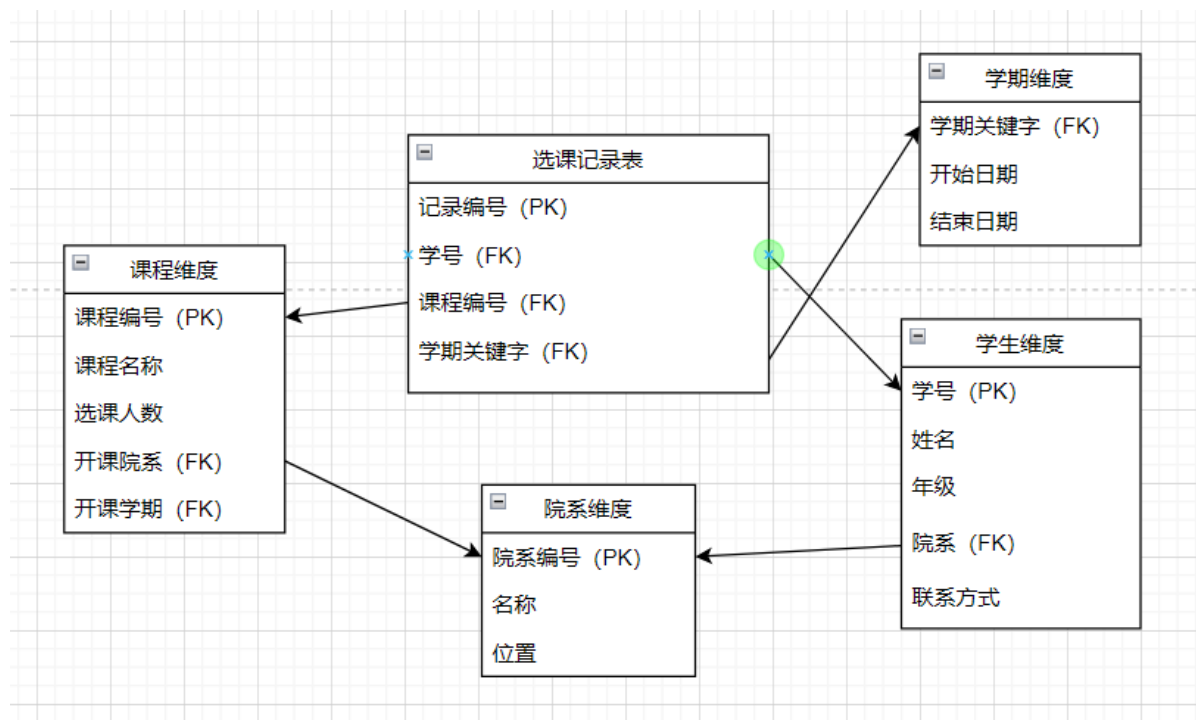 学期维度
学期关键字 (FK)
开始日期
结束日期
选课记录表
记录编号 (PK)
学号 (FK)
课程编号 (FK)
学期关键字 (FK)
课程维度
课程编号 (PK)
课程名称
选课人数
开课院系 (FK)
开课学期 (FK)
学生维度
学号 (PK)
姓名
年级
院系 (FK)
联系方式
院系维度
院系编号 (PK)
名称
位置